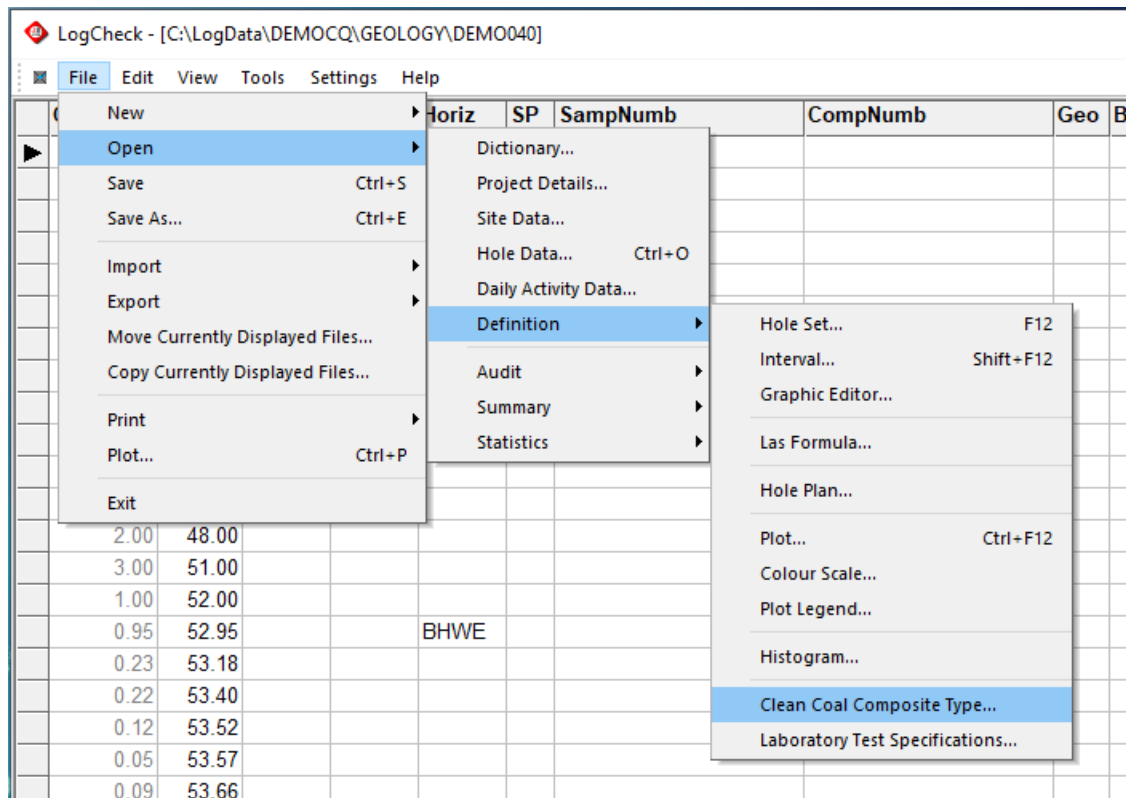 LogCheck - [C:\LogData\DEMOCQ\GEOLOGY\DEMO040]
File Edit View Tools Settings Help
Horiz SP SampNumb CompNumb Geo B
New
Open
Save Ctrl+S
Save As... Ctrl+E
Import
Export
Move Currently Displayed Files...
Copy Currently Displayed Files...
Print
Plot... Ctrl+P
Exit
Dictionary...
Project Details...
Site Data...
Hole Data... Ctrl+O
Daily Activity Data...
Definition
Audit
Summary
Statistics
Hole Set... F12
Interval... Shift+F12
Graphic Editor...
Las Formula...
Hole Plan...
Plot... Ctrl+F12
Colour Scale...
Plot Legend...
Histogram...
Clean Coal Composite Type...
Laboratory Test Specifications...
2.00 48.00
3.00 51.00
1.00 52.00
0.95 52.95 BHWE
0.23 53.18
0.22 53.40
0.12 53.52
0.05 53.57
0.09 53.66